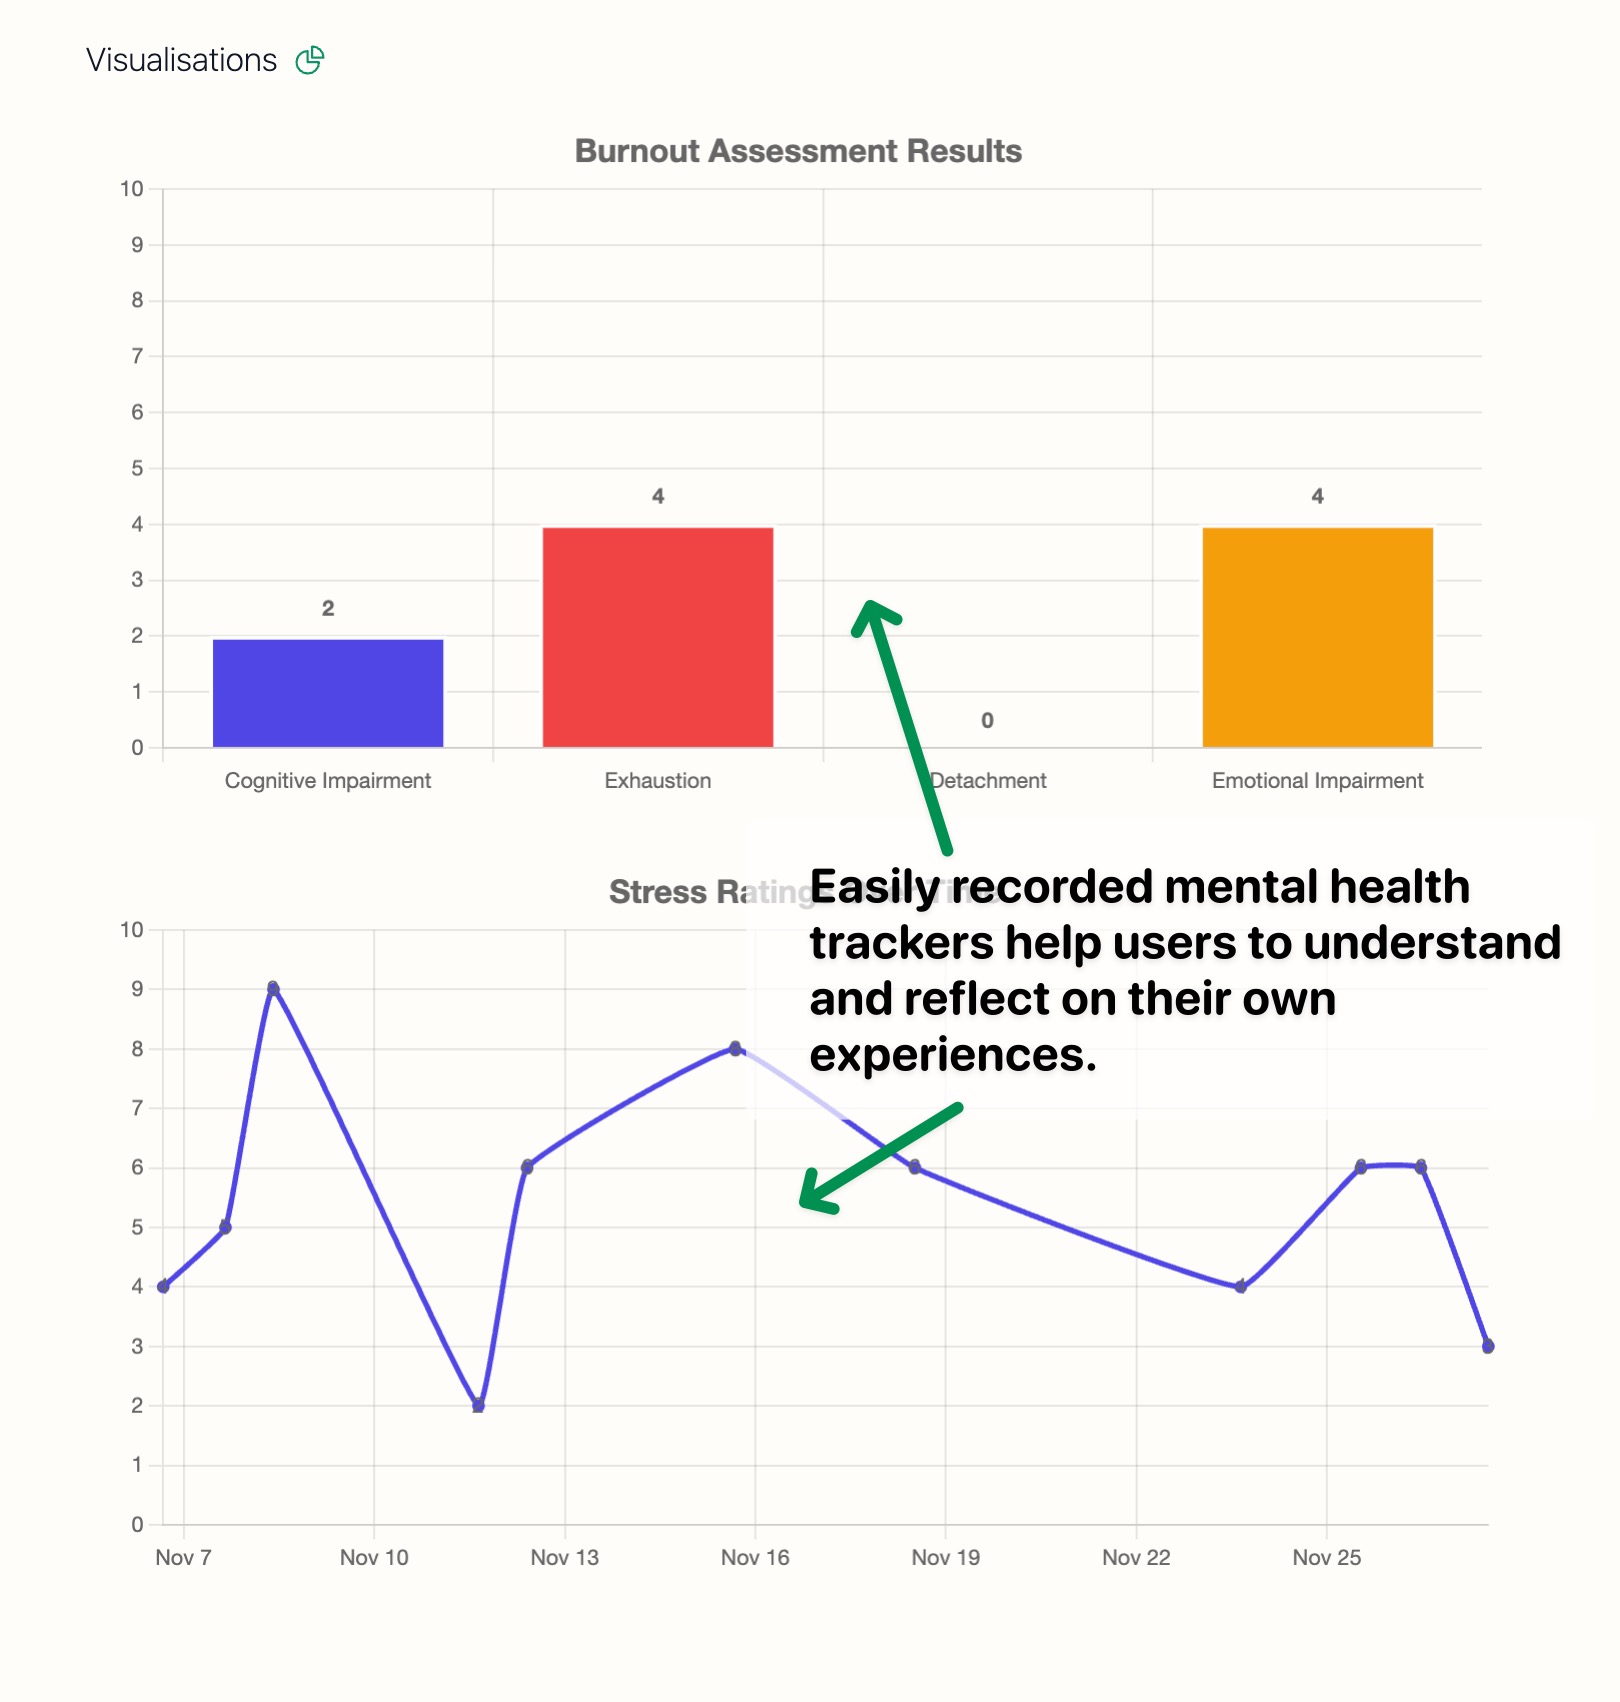 Visualisations
Burnout Assessment Results
10
9
8
7
6
5
4
3
2
1
0
2
4
0
4
Cognitive Impairment
Exhaustion
Detachment
Emotional Impairment
Stress Ratings Over Time
Easily recorded mental health
trackers help users to understand
and reflect on their own
experiences.
10
9
8
7
6
5
4
3
2
1
0
Nov 7
Nov 10
Nov 13
Nov 16
Nov 19
Nov 22
Nov 25